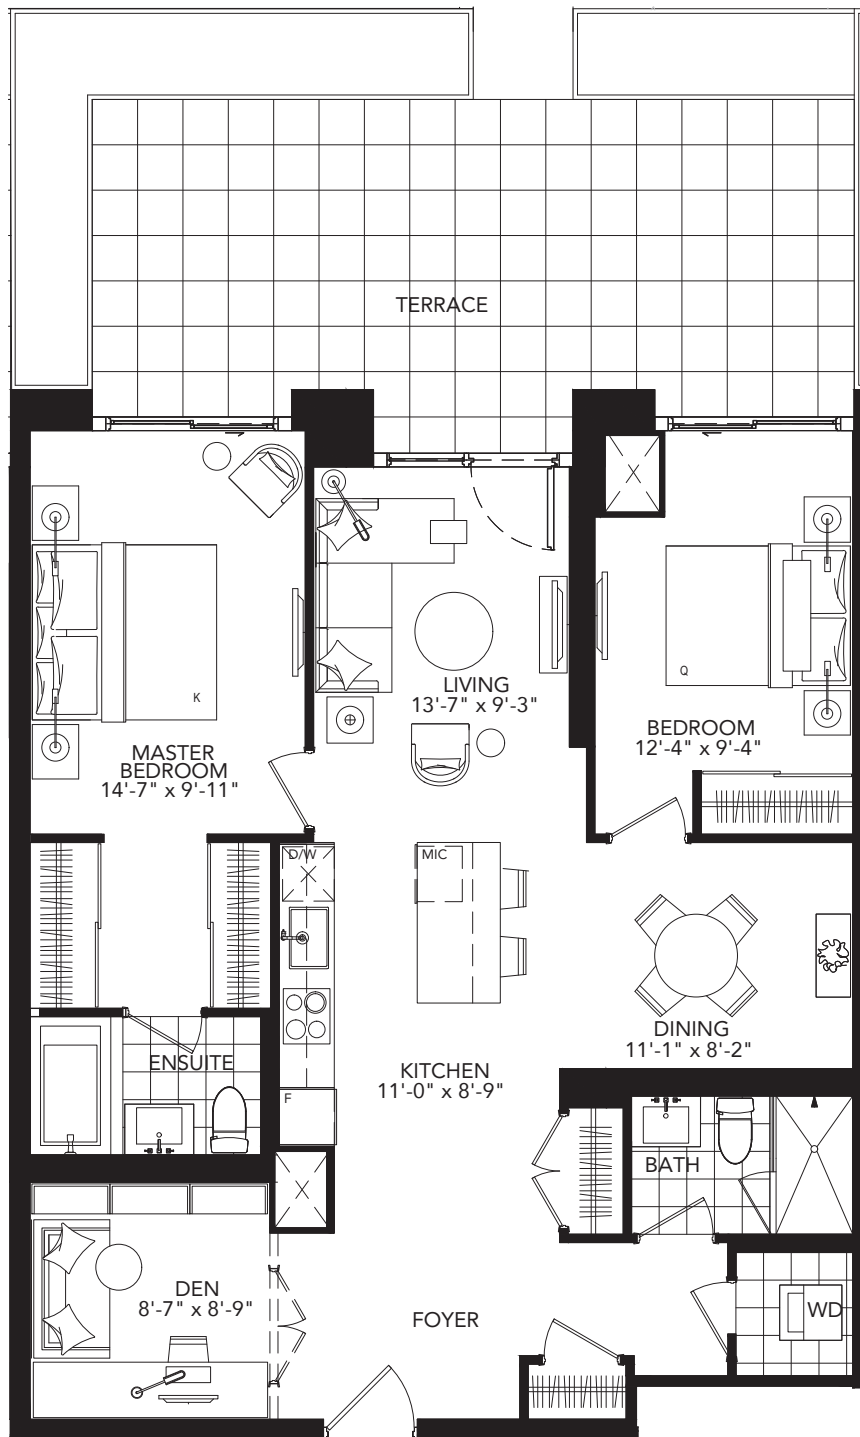 TERRACE
K
Q
LIVING
13'-7" x 9'-3"
BEDROOM
12'-4" x 9'-4"
MASTER
BEDROOM
14'-7" x 9'-11"
D/W
MIC
DINING
11'-1" x 8'-2"
ENSUITE
KITCHEN
11'-0" x 8'-9"
F
BATH
DEN
8'-7" x 8'-9"
FOYER
WD